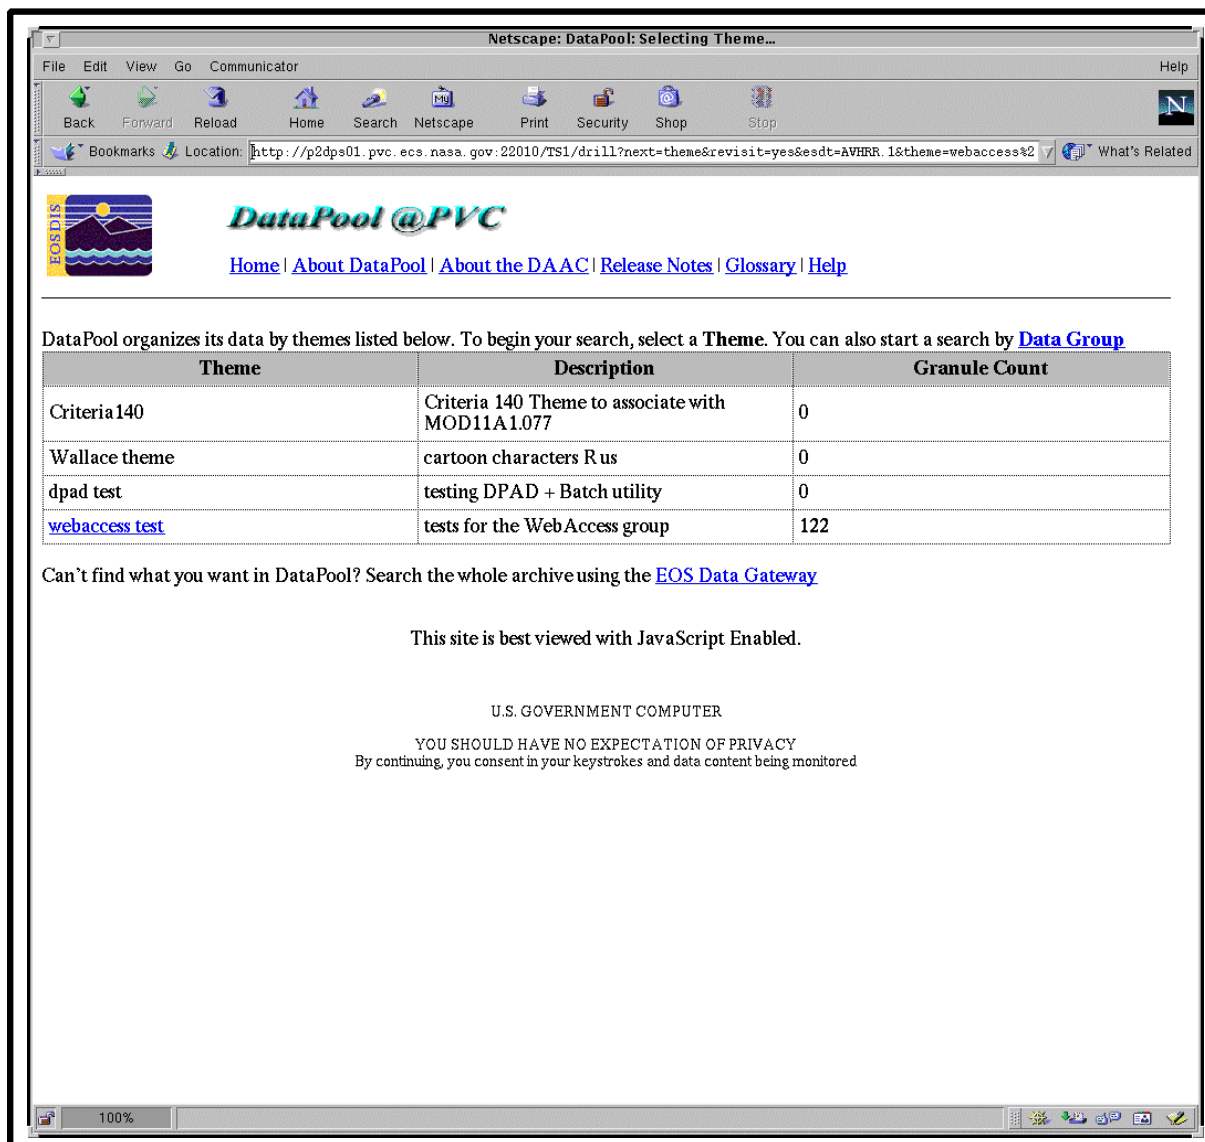 Netscape: DataPool: Selecting Theme...
File Edit View Go Communicator Help
Back Forward Reload Home Search Netscape Print Security Shop Stop
My
N
Bookmarks Location: http://p2dps01.pvc.ecs.nasa.gov:22010/TS1/drill?next=theme&revisit=yes&esdt=AVHRR.1&theme=webaccess%2 What's Related
EOSDIS
DataPool @PVC
Home | About DataPool | About the DAAC | Release Notes | Glossary | Help
DataPool organizes its data by themes listed below. To begin your search, select a Theme. You can also start a search by Data Group
Theme Description Granule Count
Criteria 140 Criteria 140 Theme to associate with MOD11A1.077 0
Wallace theme cartoon characters R us 0
dpad test testing DPAD + Batch utility 0
webaccess test tests for the WebAccess group 122
Can't find what you want in DataPool? Search the whole archive using the EOS Data Gateway
This site is best viewed with JavaScript Enabled.
U.S. GOVERNMENT COMPUTER
YOU SHOULD HAVE NO EXPECTATION OF PRIVACY
By continuing, you consent in your keystrokes and data content being monitored
100%